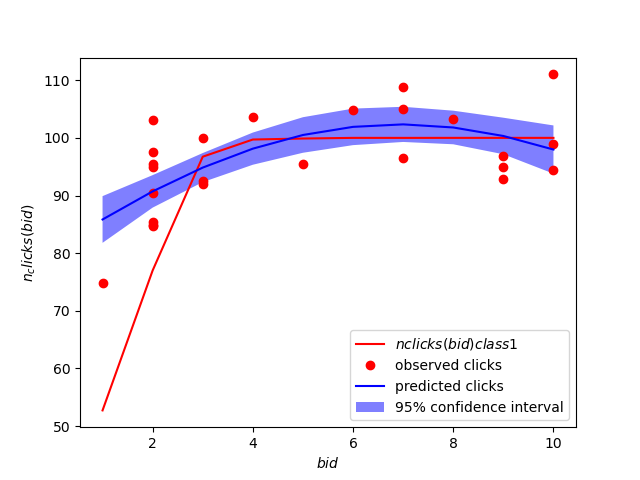 110
100
90
80
70
60
50
n_clicks(bid)
nclicks(bid)class1
observed clicks
predicted clicks
95% confidence interval
2 4 6 8 10
bid